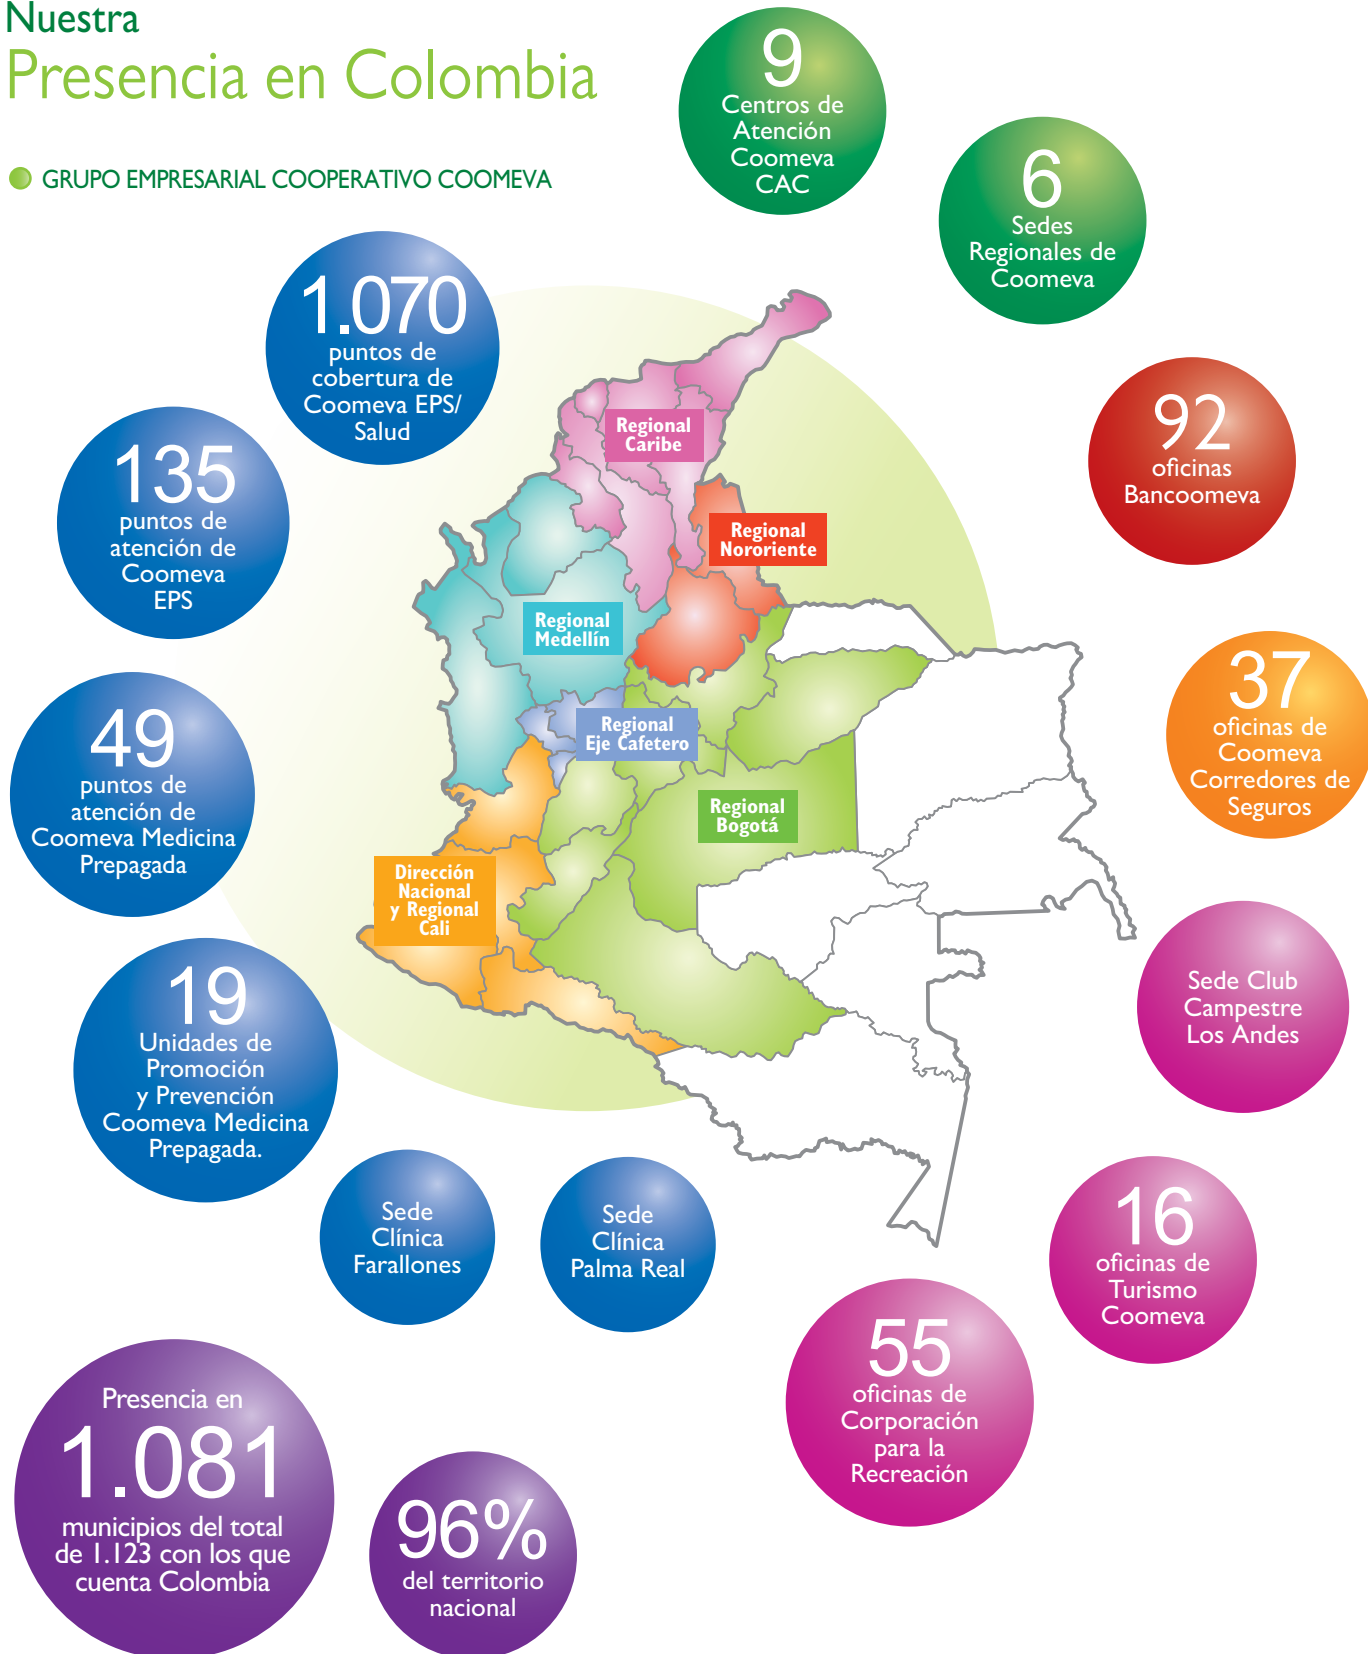 Nuestra
Presencia en Colombia
GRUPO EMPRESARIAL COOPERATIVO COOMEVA
9
Centros de
Atención
Coomeva
CAC
6
Sedes
Regionales de
Coomeva
1.070
puntos de
cobertura de
Coomeva EPS/
Salud
92
oficinas
Bancoomeva
135
puntos de
atención de
Coomeva
EPS
Regional
Caribe
Regional
Nororiente
Regional
Medellín
Regional
Eje Cafetero
Regional
Bogotá
Dirección
Nacional
y Regional
Cali
37
oficinas de
Coomeva
Corredores de
Seguros
49
puntos de
atención de
Coomeva Medicina
Prepagada
Sede Club
Campestre
Los Andes
19
Unidades de
Promoción
y Prevención
Coomeva Medicina
Prepagada.
Sede
Clínica
Farallones
Sede
Clínica
Palma Real
16
oficinas de
Turismo
Coomeva
55
oficinas de
Corporación
para la
Recreación
Presencia en
1.081
municipios del total
de 1.123 con los que
cuenta Colombia
96%
del territorio
nacional